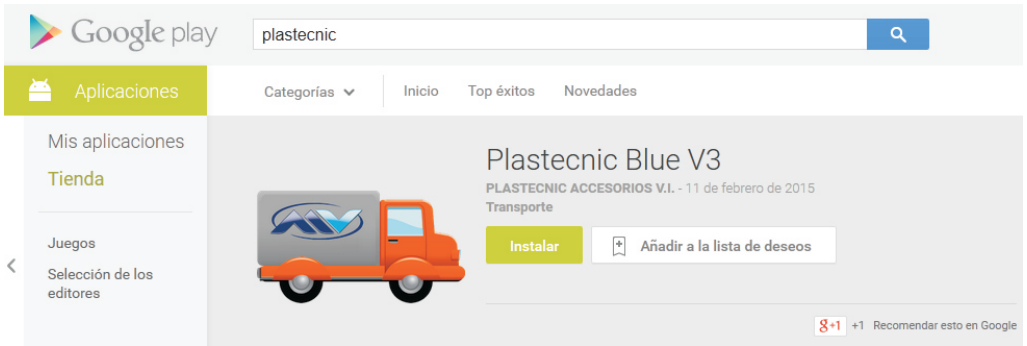 Google play
plastecnic
Aplicaciones
Categorías
Inicio
Top éxitos
Novedades
Mis aplicaciones
Tienda
Juegos
Selección de los
editores
Plastecnic Blue V3
PLASTECNIC ACCESORIOS V.I. - 11 de febrero de 2015
Transporte
Instalar
Añadir a la lista de deseos
g+1 +1 Recomendar esto en Google